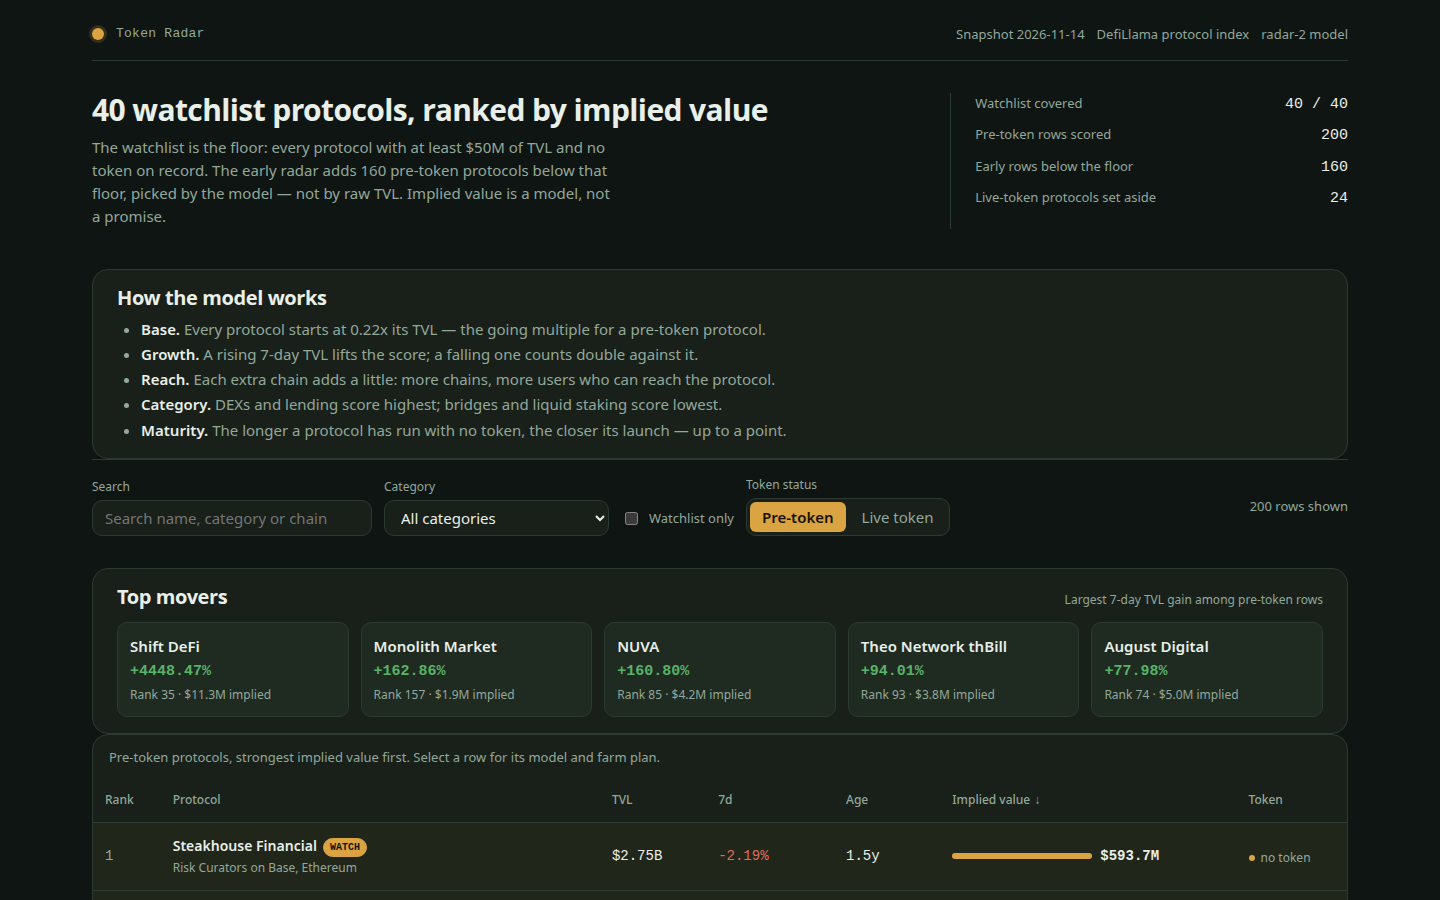 Token Radar
Snapshot 2026-11-14 DefiLlama protocol index radar-2 model
40 watchlist protocols, ranked by implied value
The watchlist is the floor: every protocol with at least $50M of TVL and no
token on record. The early radar adds 160 pre-token protocols below that
floor, picked by the model — not by raw TVL. Implied value is a model, not
a promise.
Watchlist covered 40 / 40
Pre-token rows scored 200
Early rows below the floor 160
Live-token protocols set aside 24
How the model works
• Base. Every protocol starts at 0.22x its TVL — the going multiple for a pre-token protocol.
• Growth. A rising 7-day TVL lifts the score; a falling one counts double against it.
• Reach. Each extra chain adds a little: more chains, more users who can reach the protocol.
• Category. DEXs and lending score highest; bridges and liquid staking score lowest.
• Maturity. The longer a protocol has run with no token, the closer its launch — up to a point.
Search
Search name, category or chain
Category
All categories
Watchlist only
Token status
Pre-token Live token
200 rows shown
Top movers
Largest 7-day TVL gain among pre-token rows
Shift DeFi
+4448.47%
Rank 35 · $11.3M implied
Monolith Market
+162.86%
Rank 157 · $1.9M implied
NUVA
+160.80%
Rank 85 · $4.2M implied
Theo Network thBill
+94.01%
Rank 93 · $3.8M implied
August Digital
+77.98%
Rank 74 · $5.0M implied
Pre-token protocols, strongest implied value first. Select a row for its model and farm plan.
Rank Protocol TVL 7d Age Implied value ↓ Token
1 Steakhouse Financial WATCH $2.75B -2.19% 1.5y $593.7M no token
Risk Curators on Base, Ethereum